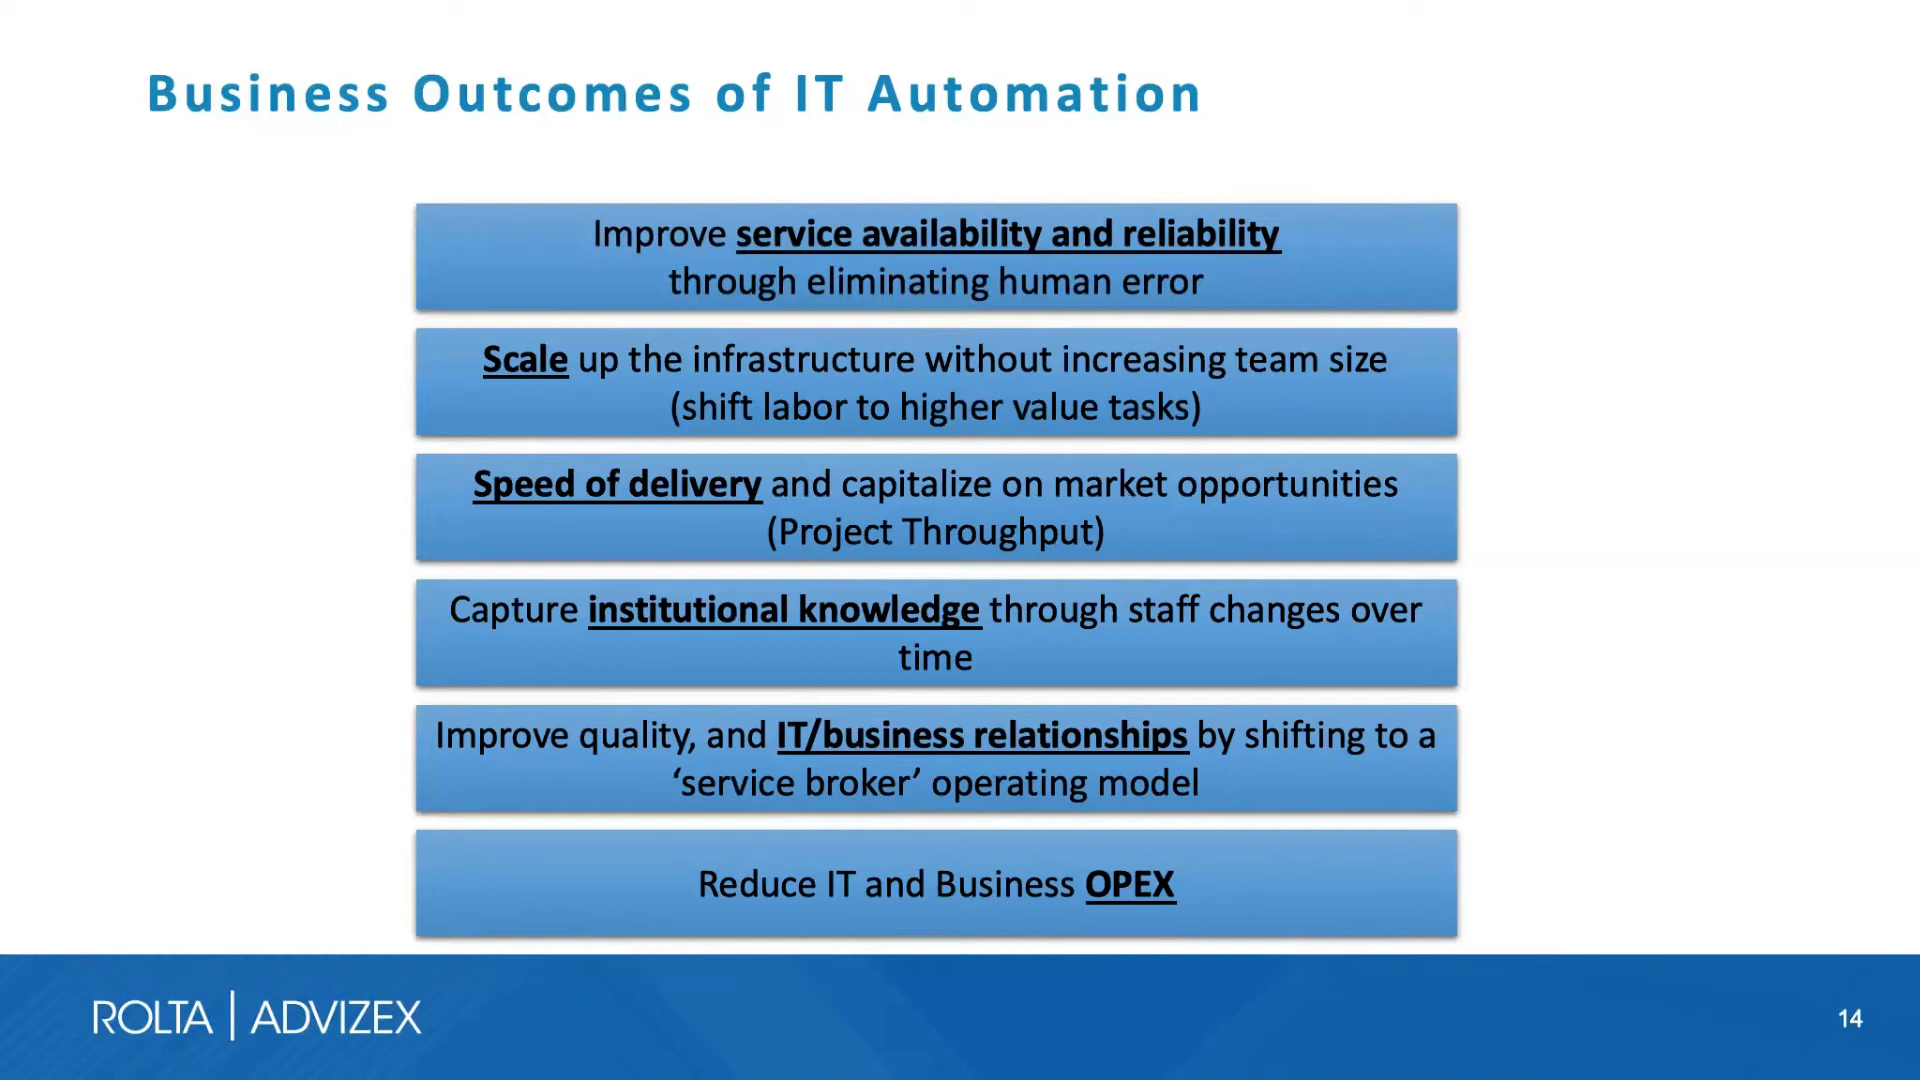 Business Outcomes of IT Automation
Improve service availability and reliability
through eliminating human error
Scale up the infrastructure without increasing team size
(shift labor to higher value tasks)
Speed of delivery and capitalize on market opportunities
(Project Throughput)
Capture institutional knowledge through staff changes over
time
Improve quality, and IT/business relationships by shifting to a
‘service broker’ operating model
Reduce IT and Business OPEX
ROLTA | ADVIZEX
14